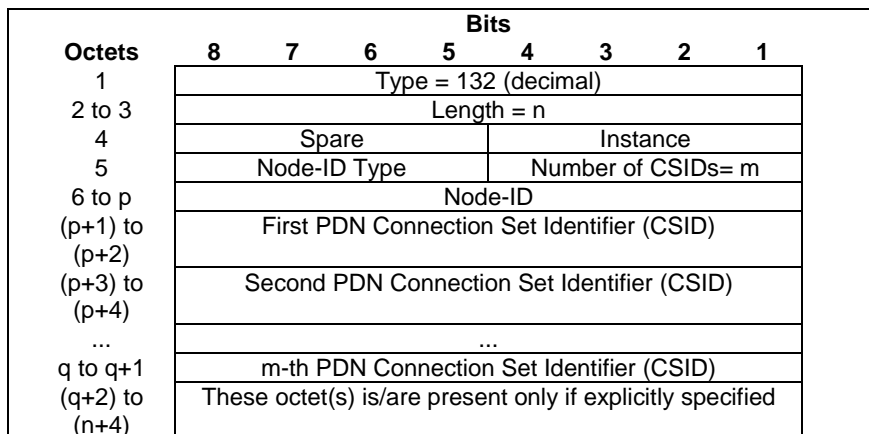 Bits
Octets 8 7 6 5 4 3 2 1
1 Type = 132 (decimal)
2 to 3 Length = n
4 Spare Instance
5 Node-ID Type Number of CSIDs= m
6 to p Node-ID
(p+1) to First PDN Connection Set Identifier (CSID)
(p+2)
(p+3) to Second PDN Connection Set Identifier (CSID)
(p+4)
... ...
q to q+1 m-th PDN Connection Set Identifier (CSID)
(q+2) to These octet(s) is/are present only if explicitly specified
(n+4)